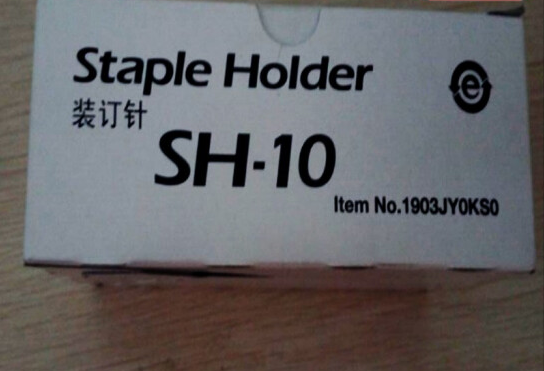 Staple Holder
装订针
SH-10
Item No.1903JY0KS0
e